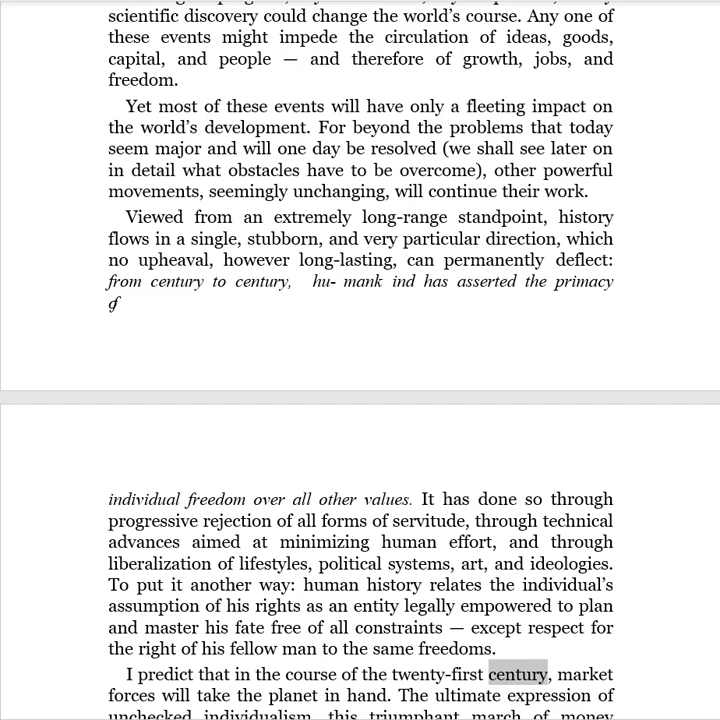 scientific discovery could change the world's course. Any one of
these events might impede the circulation of ideas, goods,
capital, and people — and therefore of growth, jobs, and
freedom.
Yet most of these events will have only a fleeting impact on
the world's development. For beyond the problems that today
seem major and will one day be resolved (we shall see later on
in detail what obstacles have to be overcome), other powerful
movements, seemingly unchanging, will continue their work.
Viewed from an extremely long-range standpoint, history
flows in a single, stubborn, and very particular direction, which
no upheaval, however long-lasting, can permanently deflect:
from century to century, hu- mank ind has asserted the primacy
of
individual freedom over all other values. It has done so through
progressive rejection of all forms of servitude, through technical
advances aimed at minimizing human effort, and through
liberalization of lifestyles, political systems, art, and ideologies.
To put it another way: human history relates the individual's
assumption of his rights as an entity legally empowered to plan
and master his fate free of all constraints — except respect for
the right of his fellow man to the same freedoms.
I predict that in the course of the twenty-first century, market
forces will take the planet in hand. The ultimate expression of
unchecked individualism, this triumphant march of money